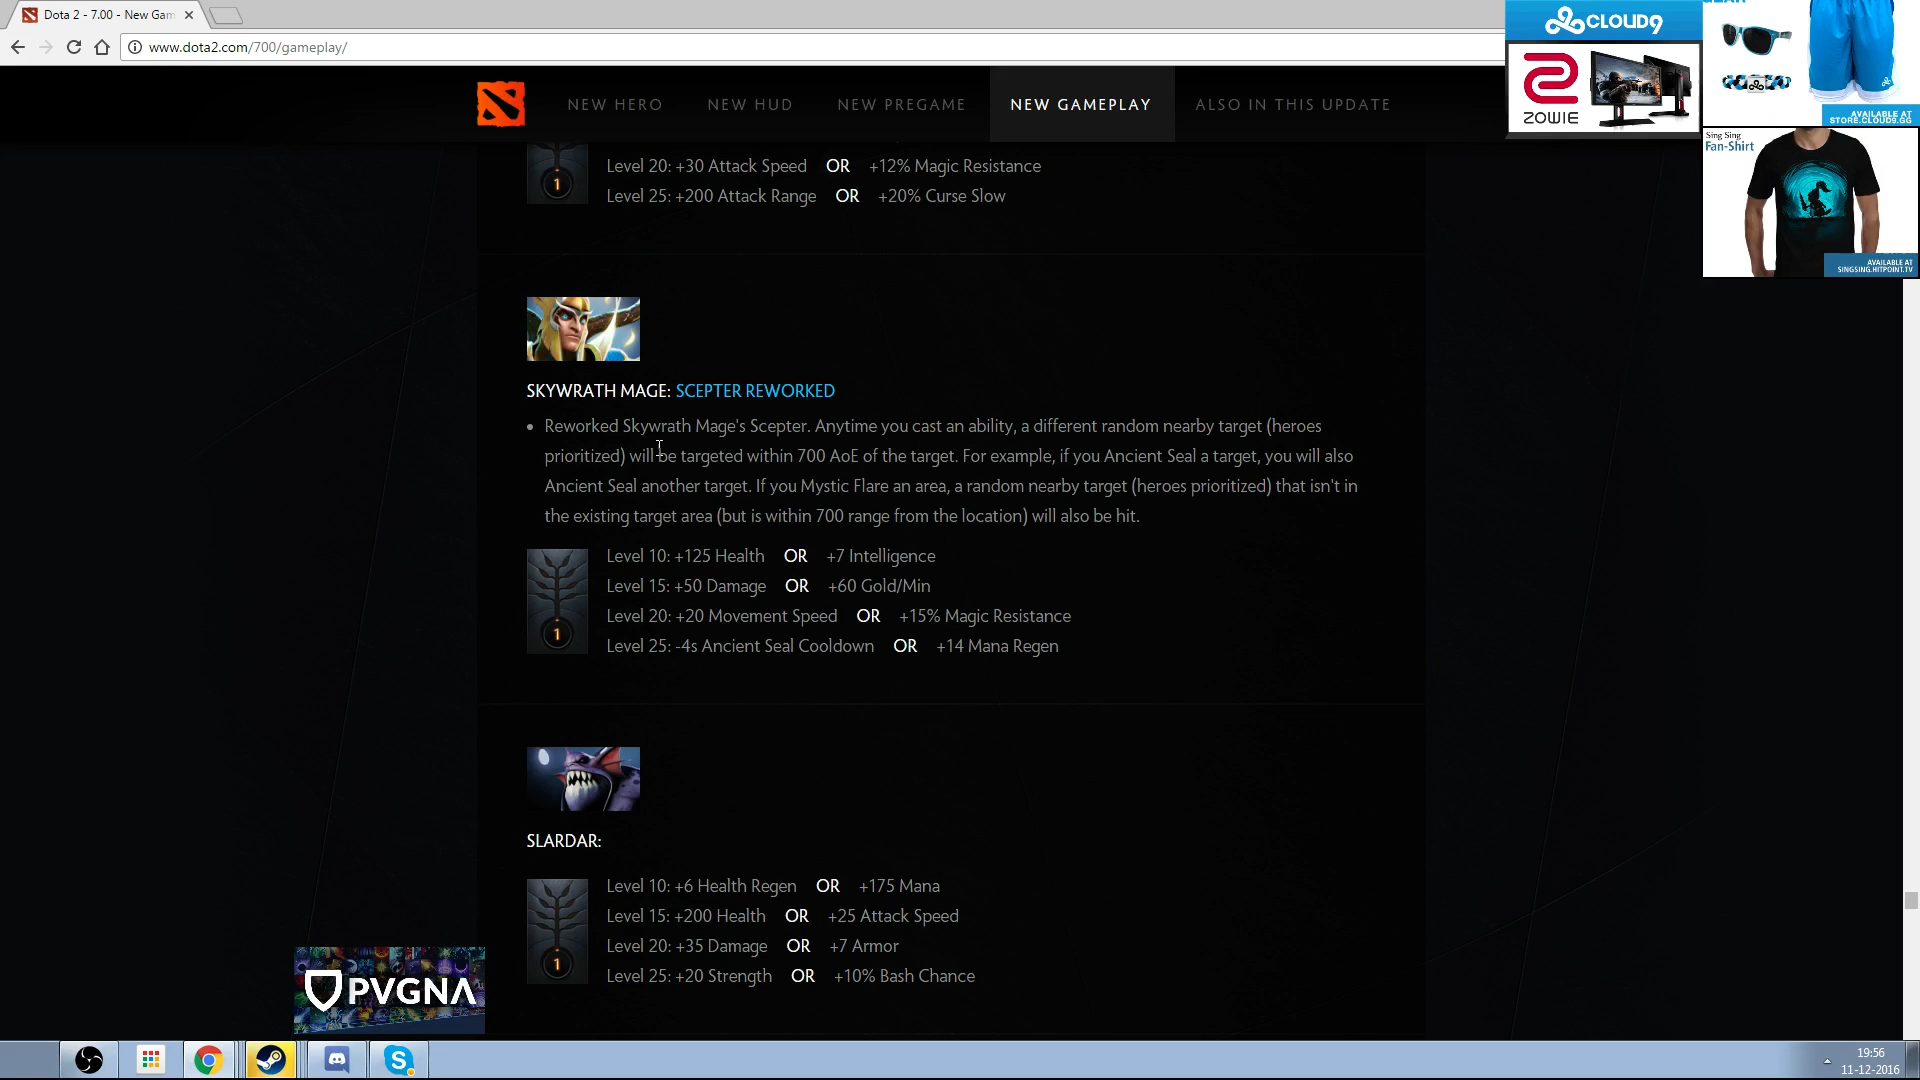 Dota 2 - 7.00 - New Gam
www.dota2.com/700/gameplay/
CLOUD9
ZOWIE
AVAILABLE AT
STORE.CLOUD9.GG
Sing Sing
Fan-Shirt
AVAILABLE AT
SINGSING.HITPOINT.TV
NEW HERO
NEW HUD
NEW PREGAME
NEW GAMEPLAY
ALSO IN THIS UPDATE
Level 20: +30 Attack Speed OR +12% Magic Resistance
Level 25: +200 Attack Range OR +20% Curse Slow
1
SKYWRATH MAGE: SCEPTER REWORKED
Reworked Skywrath Mage's Scepter. Anytime you cast an ability, a different random nearby target (heroes
prioritized) will be targeted within 700 AoE of the target. For example, if you Ancient Seal a target, you will also
Ancient Seal another target. If you Mystic Flare an area, a random nearby target (heroes prioritized) that isn't in
the existing target area (but is within 700 range from the location) will also be hit.
Level 10: +125 Health OR +7 Intelligence
Level 15: +50 Damage OR +60 Gold/Min
Level 20: +20 Movement Speed OR +15% Magic Resistance
Level 25: -4s Ancient Seal Cooldown OR +14 Mana Regen
1
SLARDAR:
Level 10: +6 Health Regen OR +175 Mana
Level 15: +200 Health OR +25 Attack Speed
Level 20: +35 Damage OR +7 Armor
Level 25: +20 Strength OR +10% Bash Chance
1
PVGNA
19:56
11-12-2016